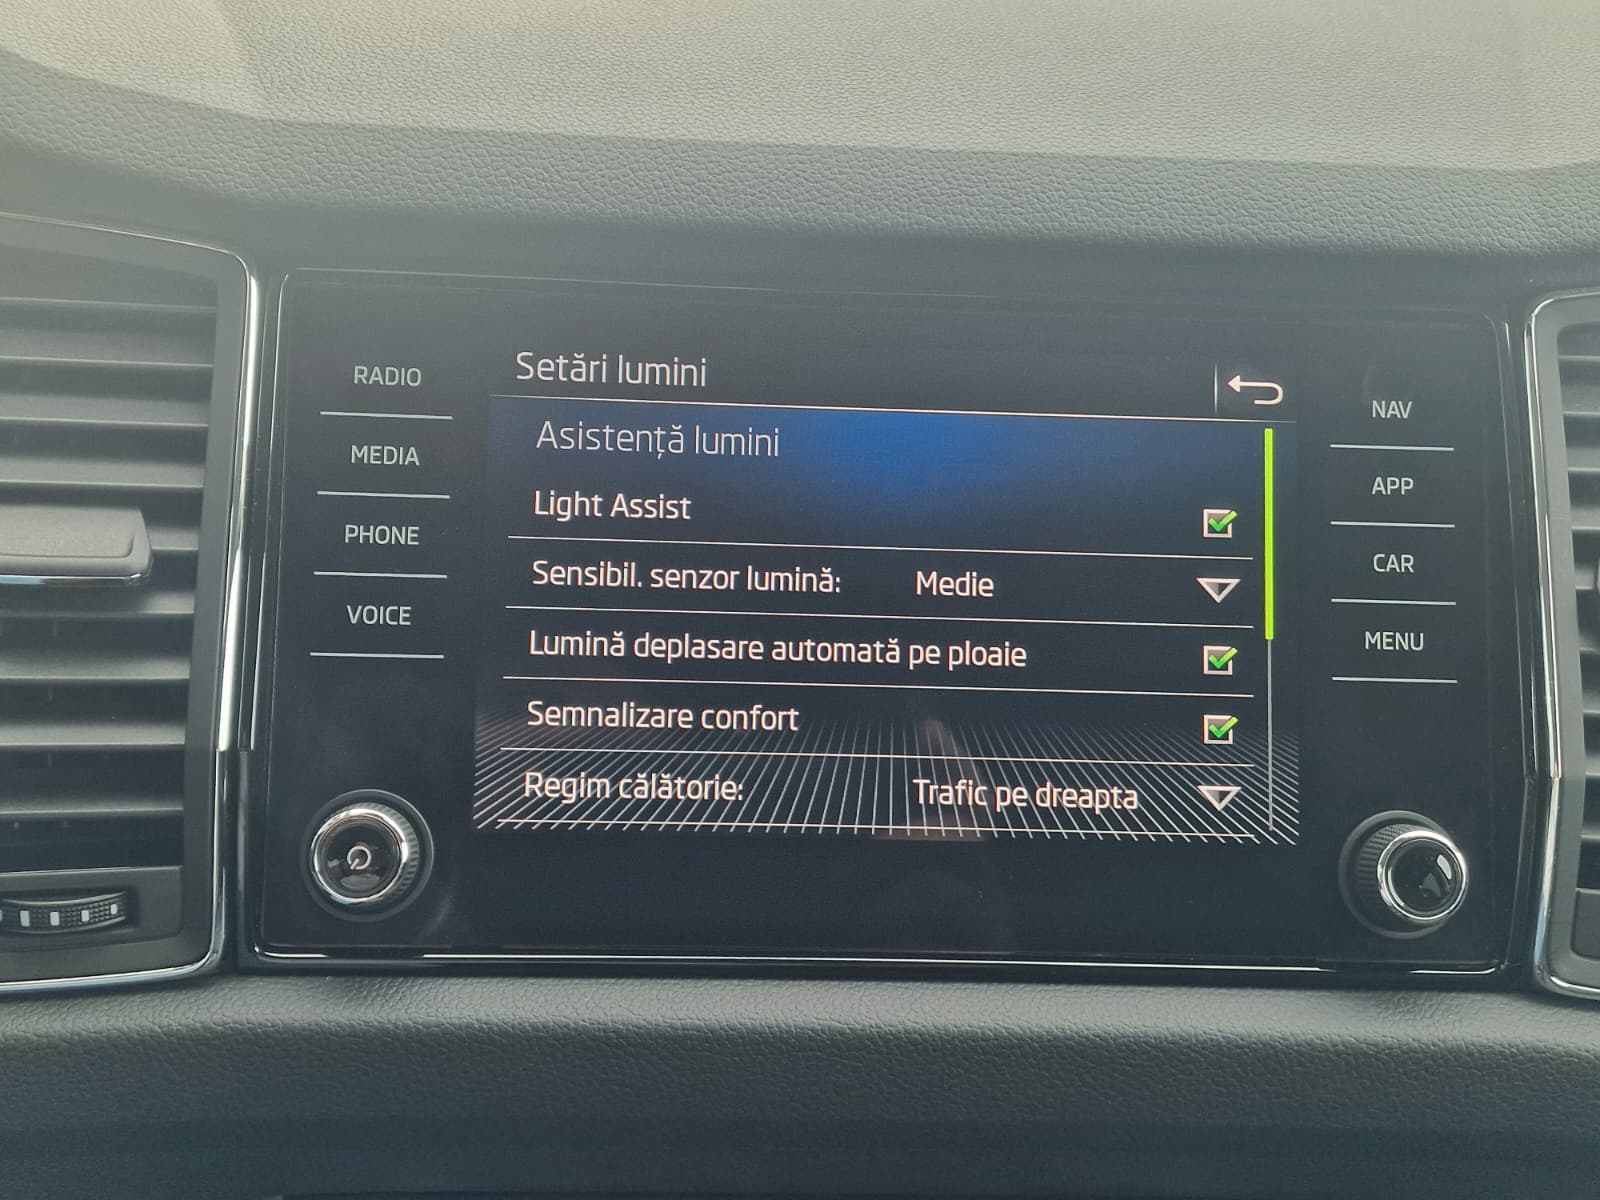 RADIO
MEDIA
PHONE
VOICE
Setări lumini
Asistență lumini
Light Assist
Sensibil. senzor lumină: Medie
Lumină deplasare automată pe ploaie
Semnalizare confort
Regim călătorie: Trafic pe dreapta
NAV
APP
CAR
MENU